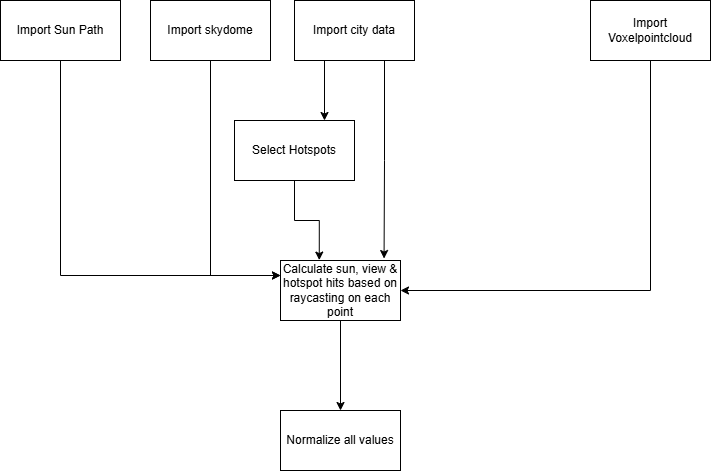 Import Sun Path
Import skydome
Import city data
Import
Voxelpointcloud
Select Hotspots
Calculate sun, view &
hotspot hits based on
raycasting on each
point
Normalize all values